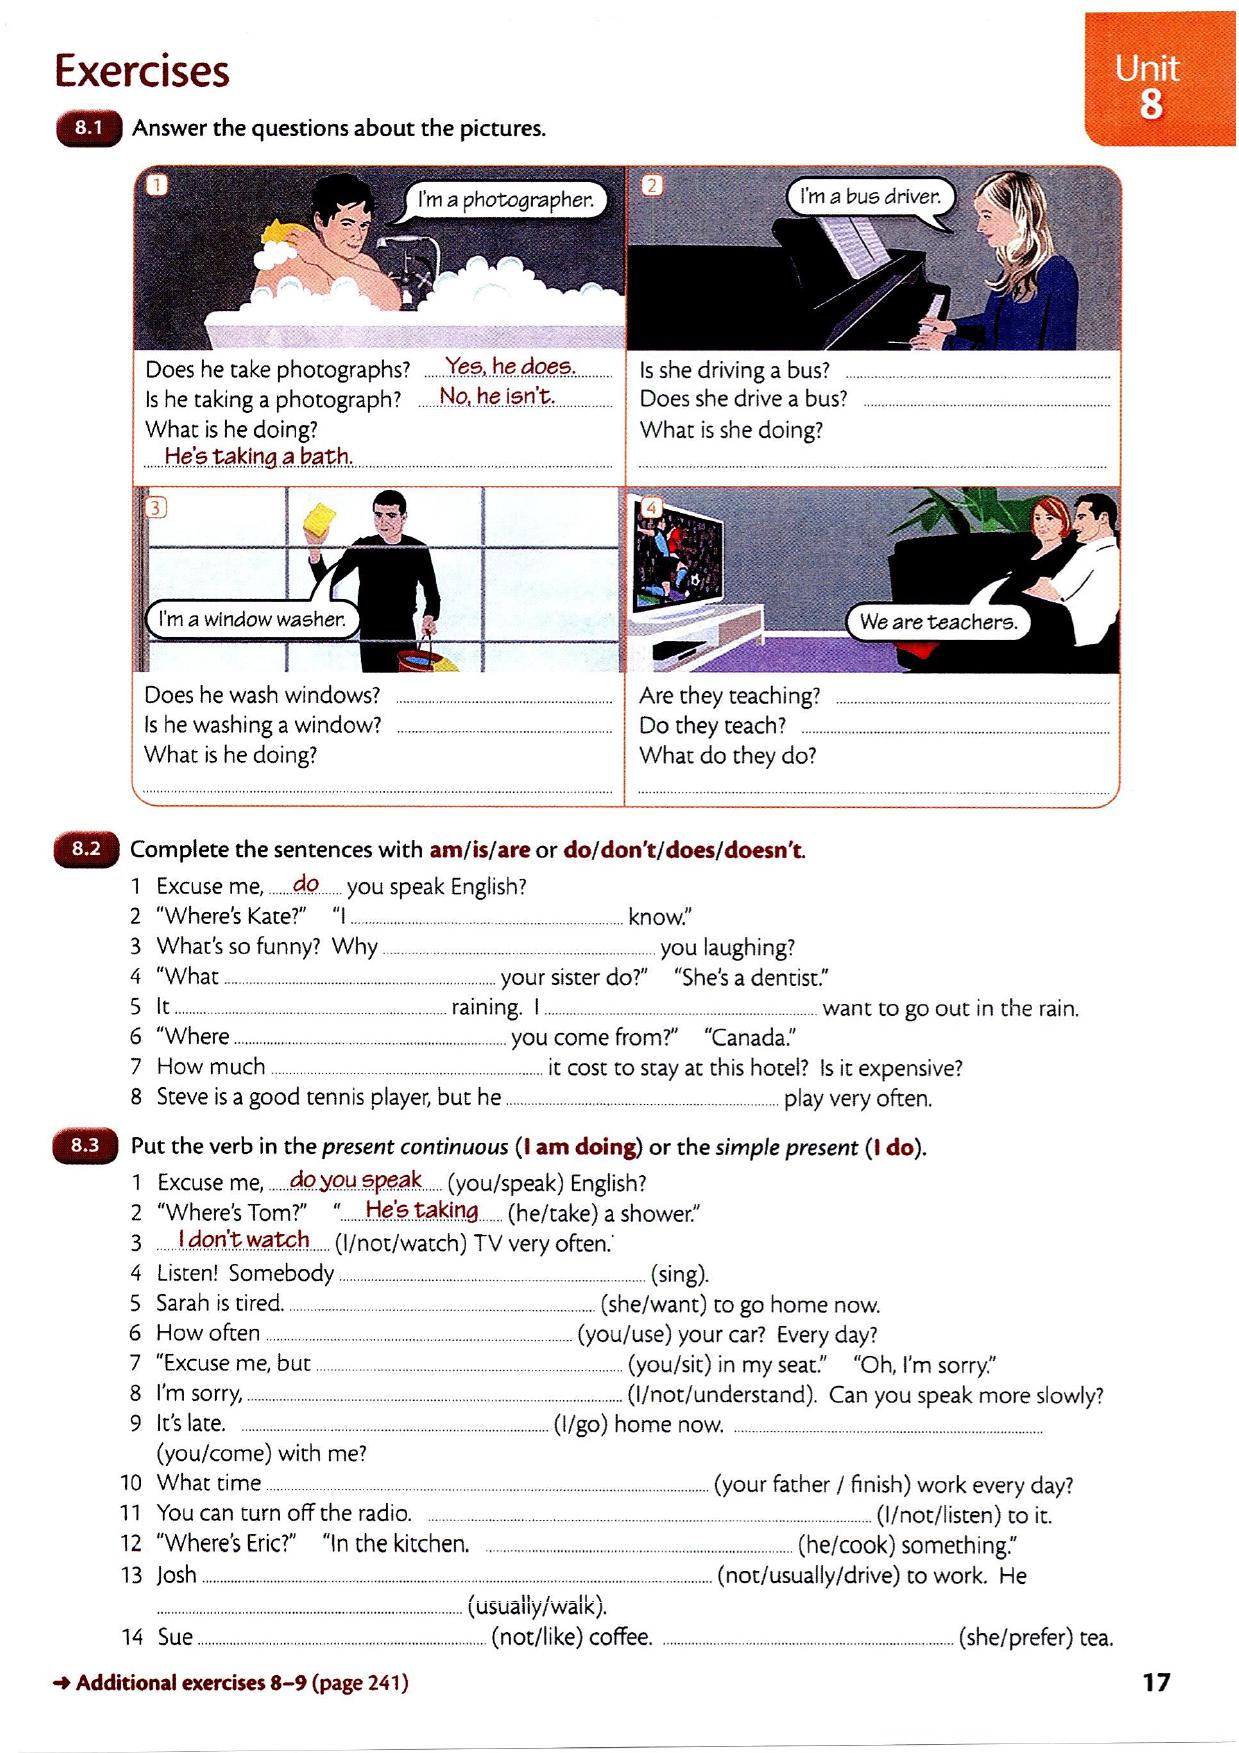 Exercises
Unit
8
8.1 Answer the questions about the pictures.
1
I'm a photographer.
2
I'm a bus driver.
Does he take photographs? Yes, he does.
Is he taking a photograph? No, he isn't.
What is he doing?
He's taking a bath.
Is she driving a bus?
Does she drive a bus?
What is she doing?
3
I'm a window washer.
4
We are teachers.
Does he wash windows?
Is he washing a window?
What is he doing?
Are they teaching?
Do they teach?
What do they do?
8.2 Complete the sentences with am/is/are or do/don't/does/doesn't.
1 Excuse me, do you speak English?
2 “Where's Kate?” “I know.”
3 What's so funny? Why you laughing?
4 “What your sister do?” “She's a dentist.”
5 It raining. I want to go out in the rain.
6 “Where you come from?” “Canada.”
7 How much it cost to stay at this hotel? Is it expensive?
8 Steve is a good tennis player, but he play very often.
8.3 Put the verb in the present continuous (I am doing) or the simple present (I do).
1 Excuse me, do you speak (you/speak) English?
2 “Where's Tom?” “He's taking (he/take) a shower.”
3 I don't watch (I/not/watch) TV very often.
4 Listen! Somebody (sing).
5 Sarah is tired. (she/want) to go home now.
6 How often (you/use) your car? Every day?
7 “Excuse me, but (you/sit) in my seat.” “Oh, I'm sorry.”
8 I'm sorry, (I/not/understand). Can you speak more slowly?
9 It's late. (I/go) home now.
(you/come) with me?
10 What time (your father / finish) work every day?
11 You can turn off the radio. (I/not/listen) to it.
12 “Where's Eric?” “In the kitchen. (he/cook) something.”
13 Josh (not/usually/drive) to work. He
(usually/walk).
14 Sue (not/like) coffee. (she/prefer) tea.
➜ Additional exercises 8–9 (page 241)
17